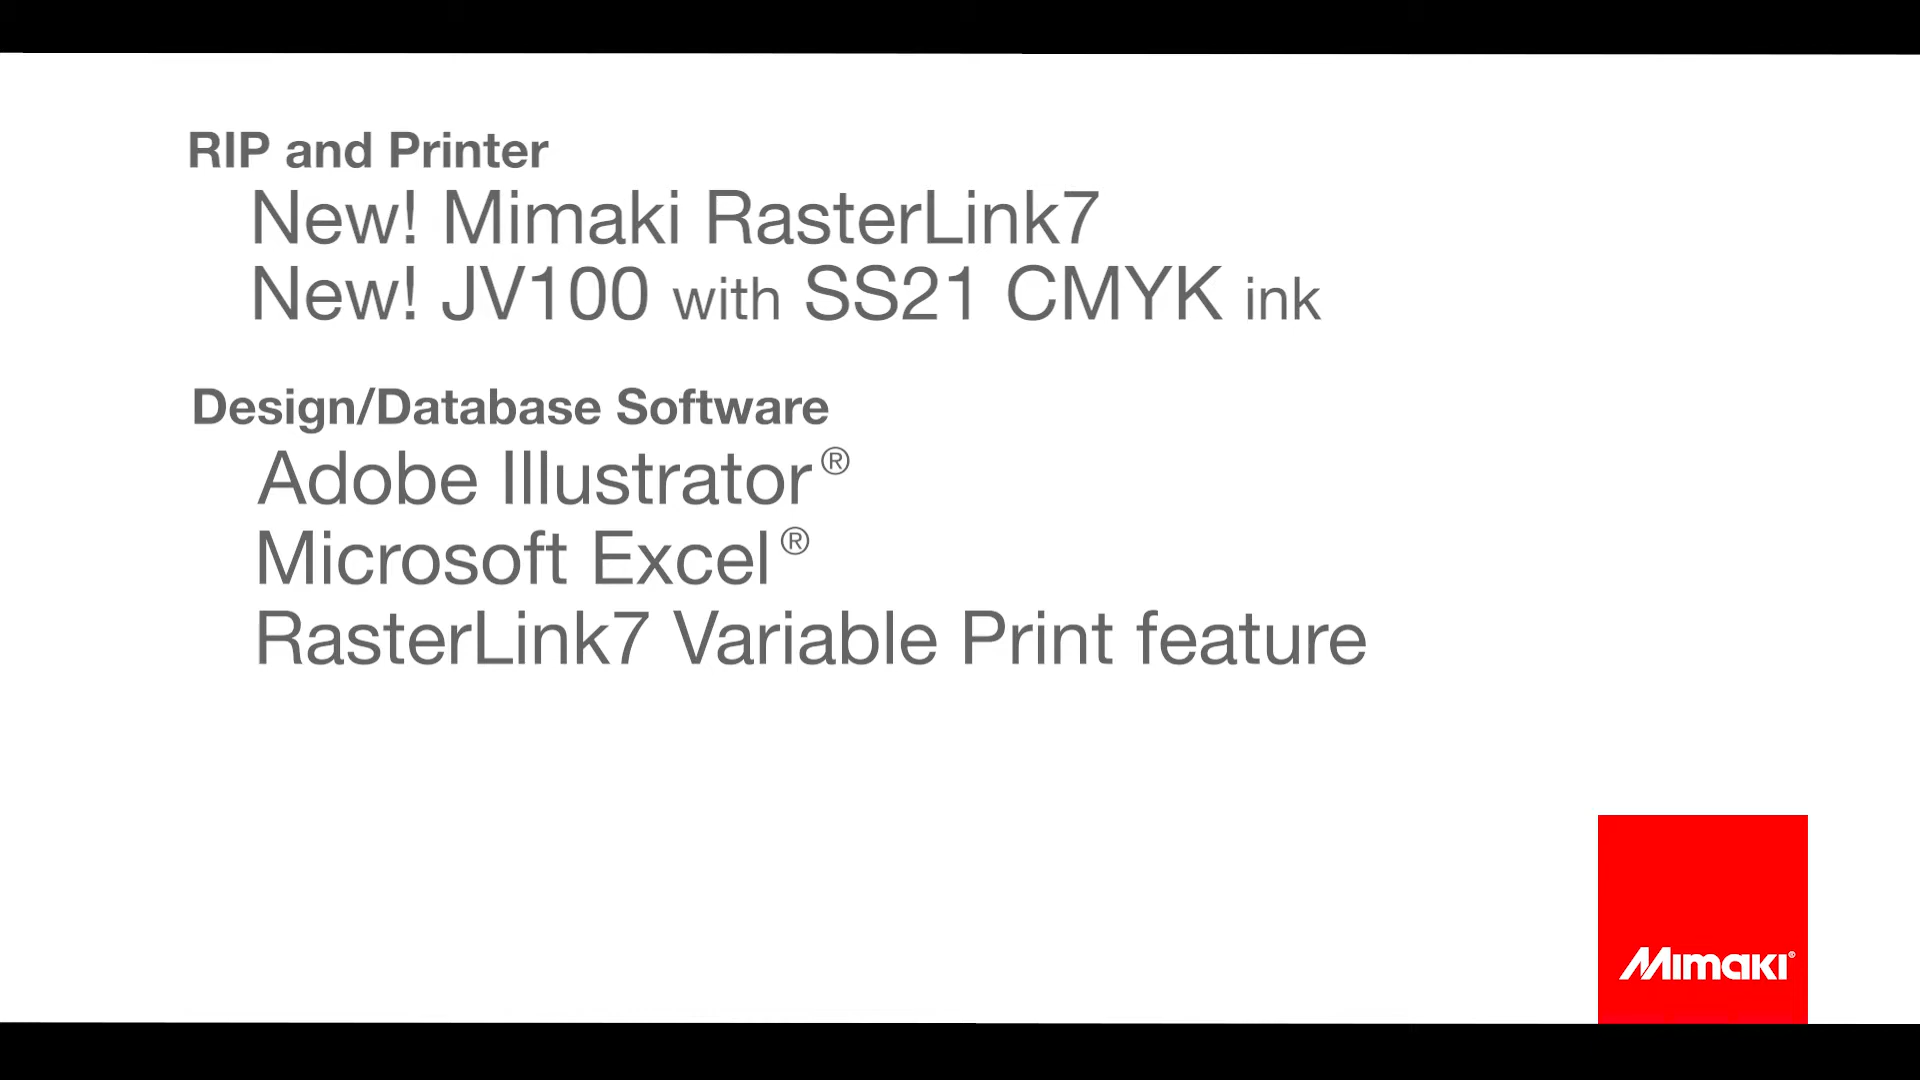 RIP and Printer
New! Mimaki RasterLink7
New! JV100 with SS21 CMYK ink
Design/Database Software
Adobe Illustrator®
Microsoft Excel®
RasterLink7 Variable Print feature
Mimaki®